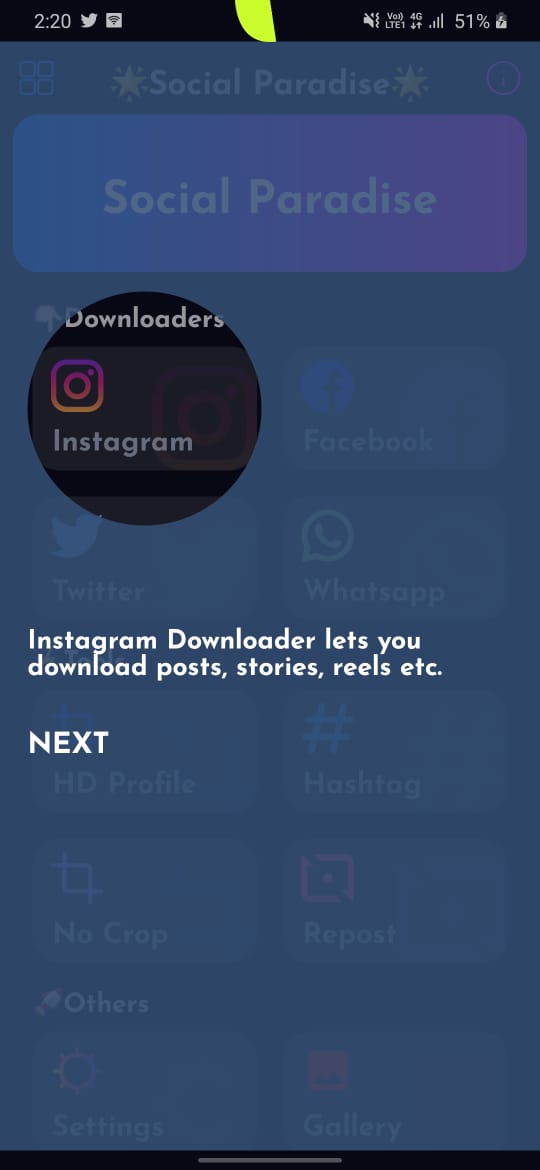 2:20
Vo)) 4G
LTE1
51%
🌟Social Paradise🌟
Social Paradise
👇Downloaders
Instagram
Facebook
Twitter
Whatsapp
Instagram Downloader lets you
download posts, stories, reels etc.
NEXT
HD Profile
Hashtag
No Crop
Repost
Others
Settings
Gallery